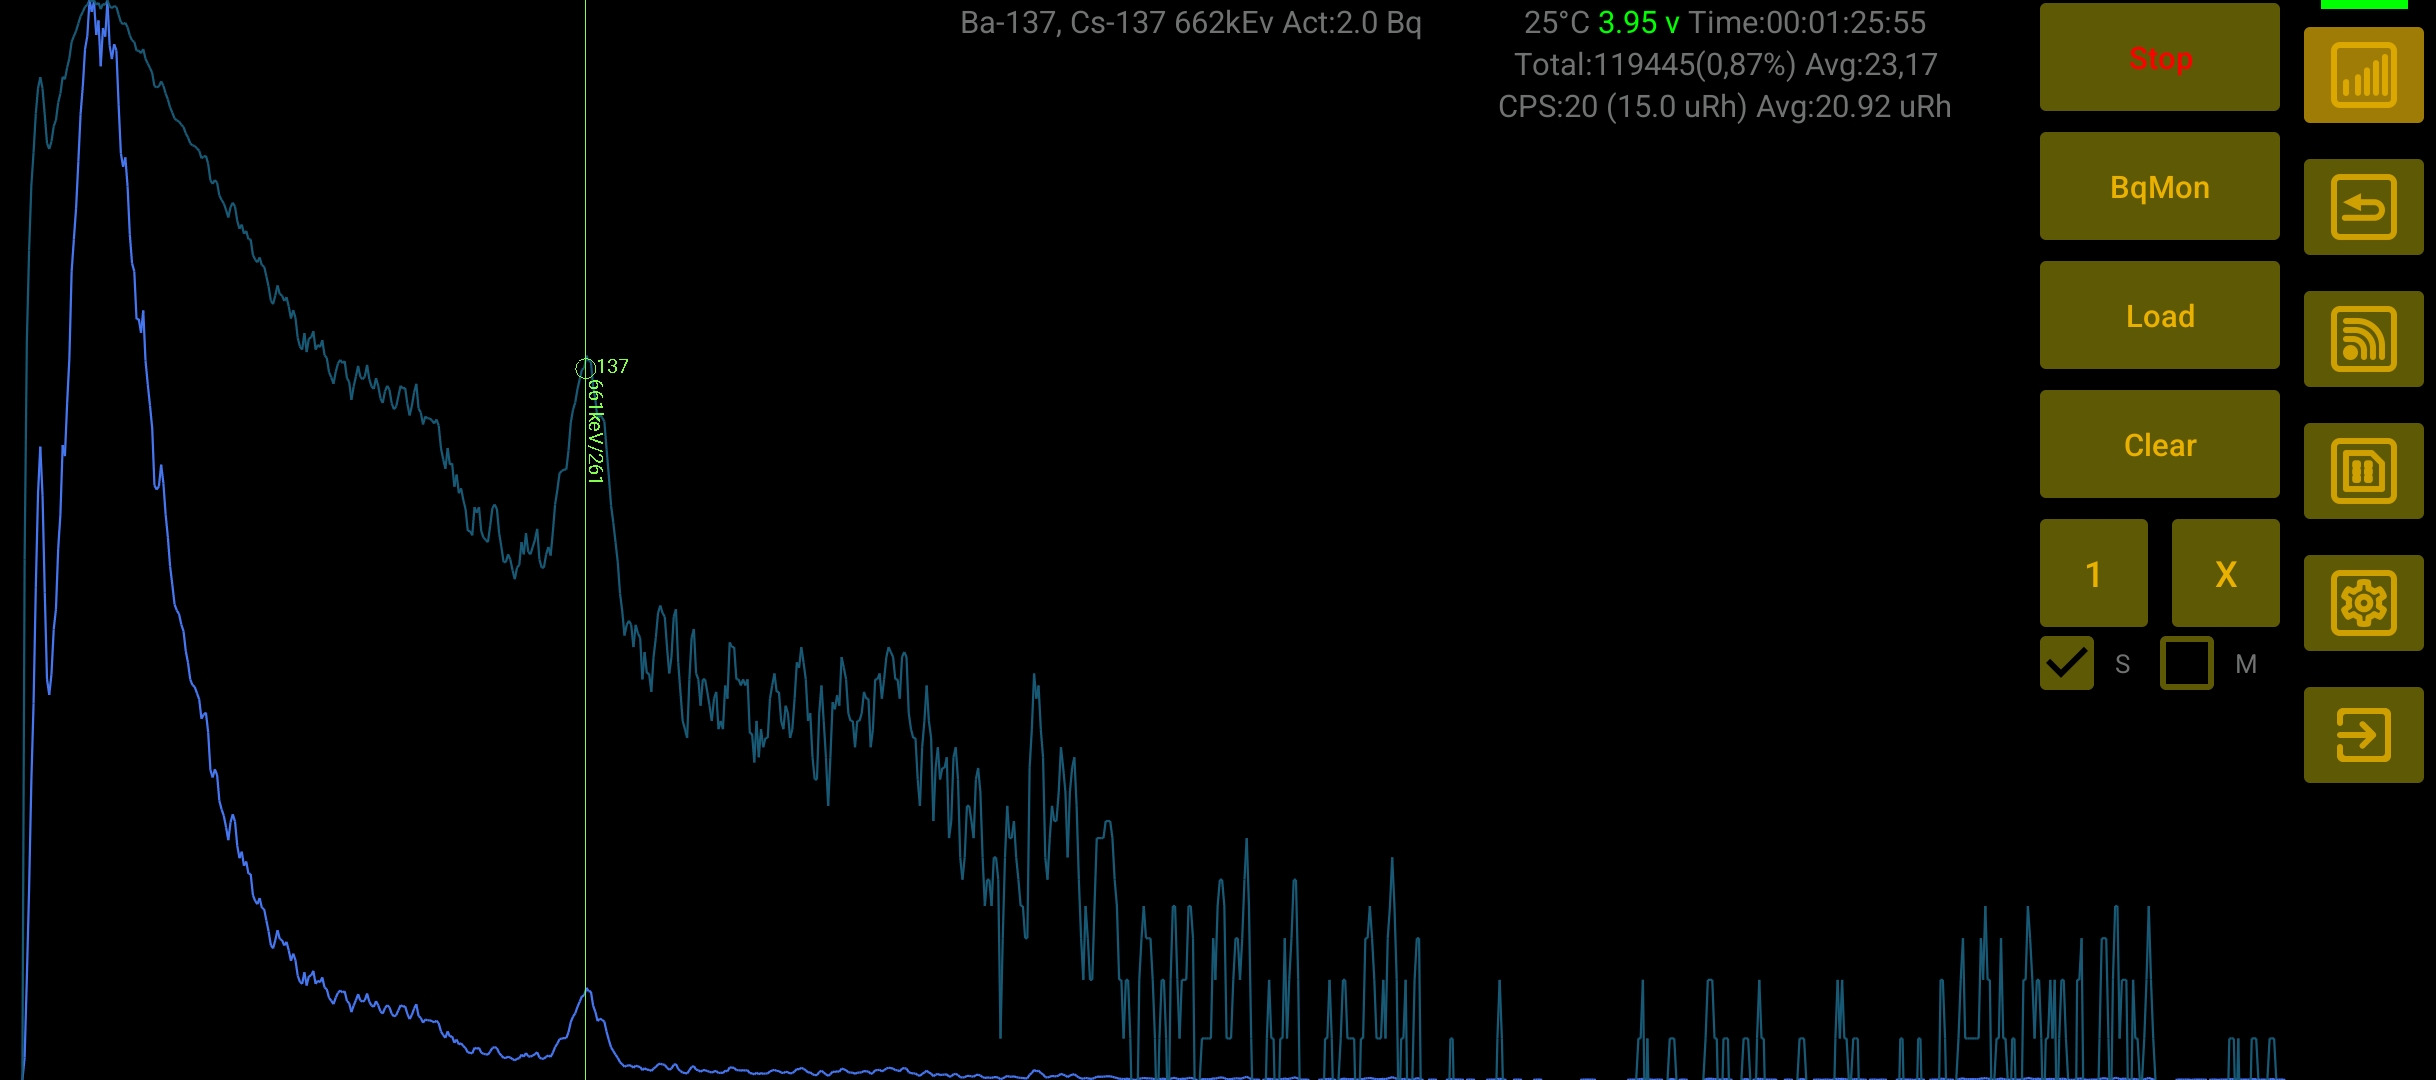 Ba-137, Cs-137 662kEv Act:2.0 Bq
25°C 3.95 v Time:00:01:25:55
Total:119445(0,87%) Avg:23,17
CPS:20 (15.0 uRh) Avg:20.92 uRh
Stop
BqMon
Load
Clear
1
X
S
M
137
661keV/261